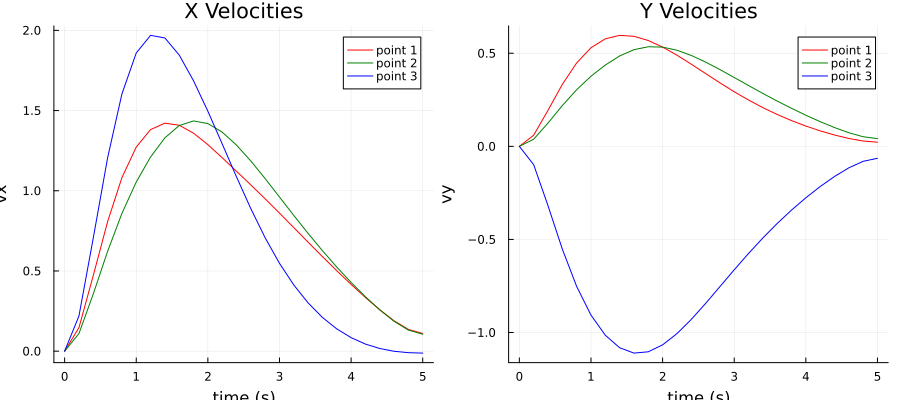 X Velocities
2.0
1.5
1.0
0.5
0.0
vx
0 1 2 3 4 5
time (s)
point 1
point 2
point 3
Y Velocities
0.5
0.0
−0.5
−1.0
vy
0 1 2 3 4 5
time (s)
point 1
point 2
point 3